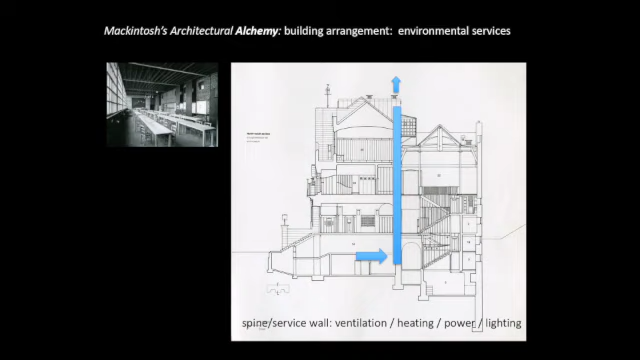 Mackintosh's Architectural Alchemy: building arrangement: environmental services
spine/service wall: ventilation / heating / power / lighting